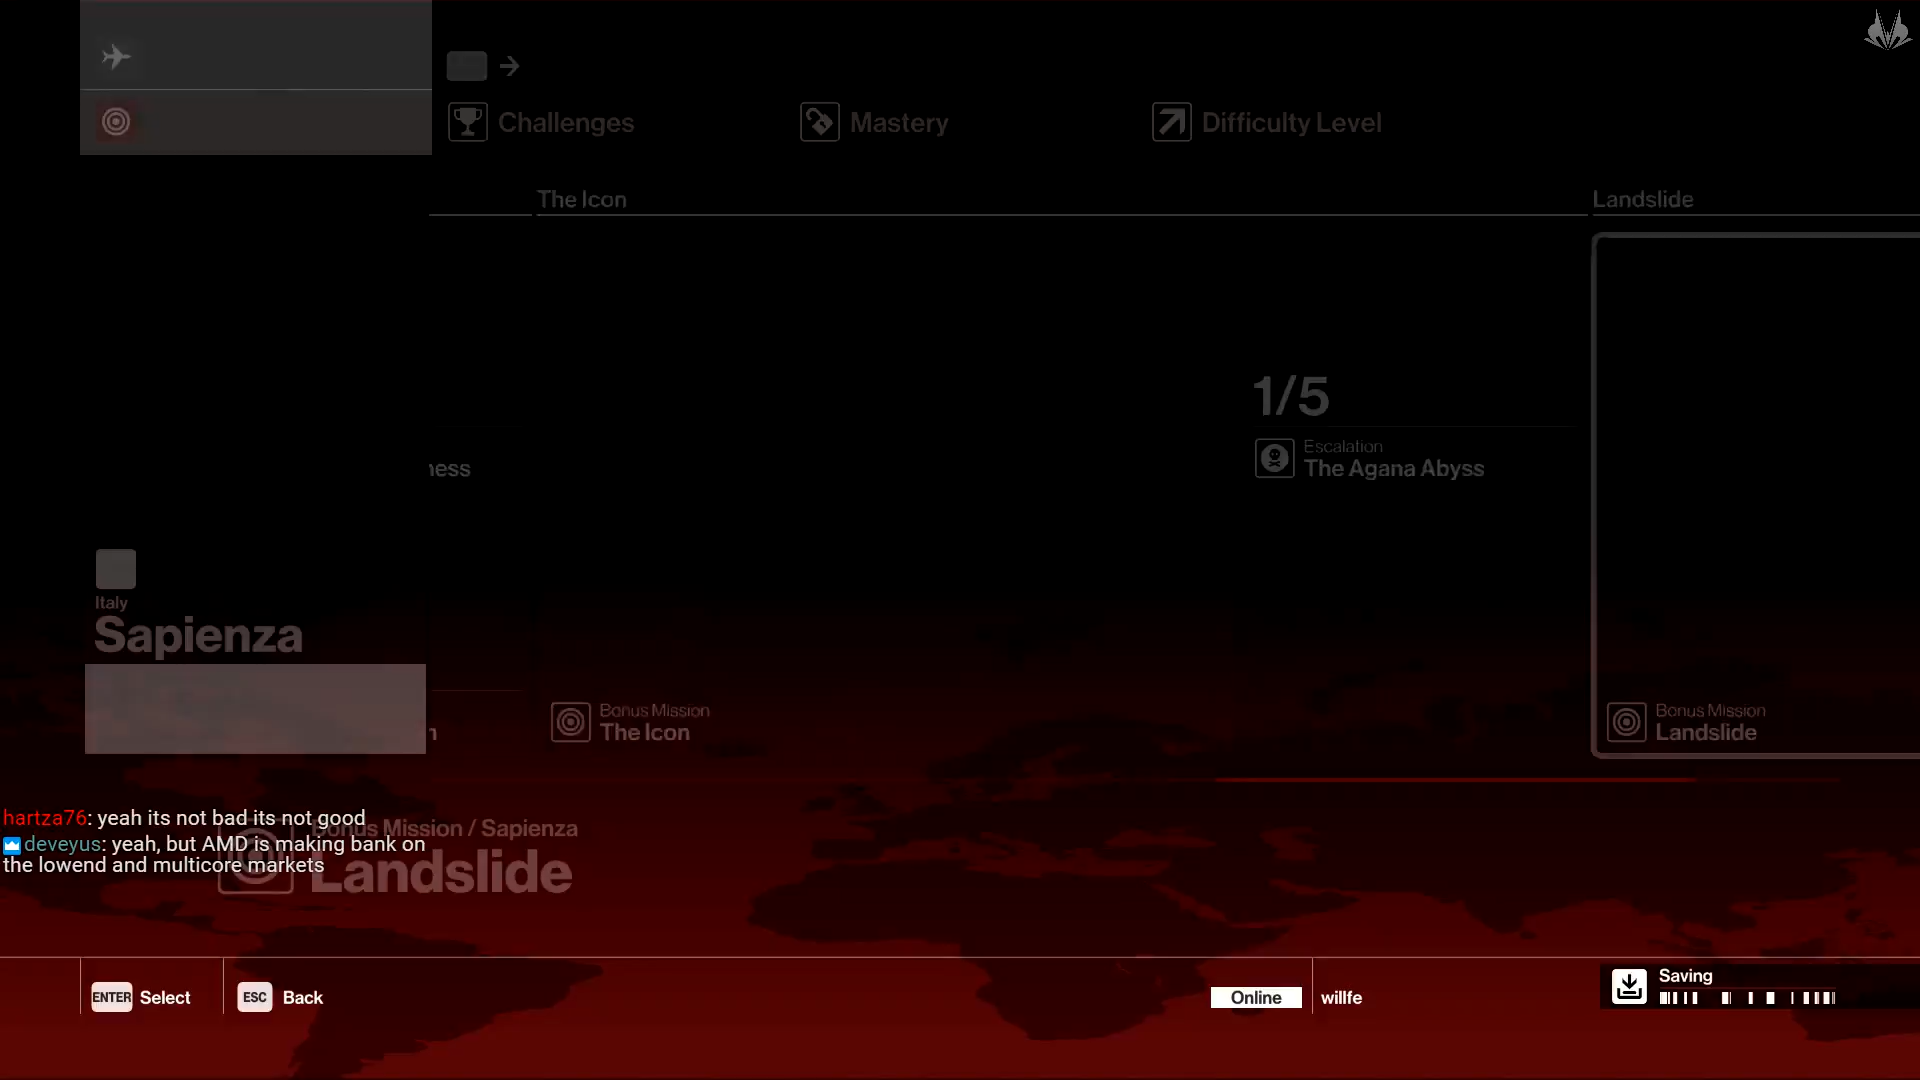 Challenges
Mastery
Difficulty Level
The Icon
Landslide
1/5
Escalation
The Agana Abyss
ness
Italy
Sapienza
n
Bonus Mission
The Icon
Bonus Mission
Landslide
hartza76: yeah its not bad its not good
deveyus: yeah, but AMD is making bank on
the lowend and multicore markets
Bonus Mission / Sapienza
Landslide
ENTER Select
ESC Back
Online
willfe
Saving